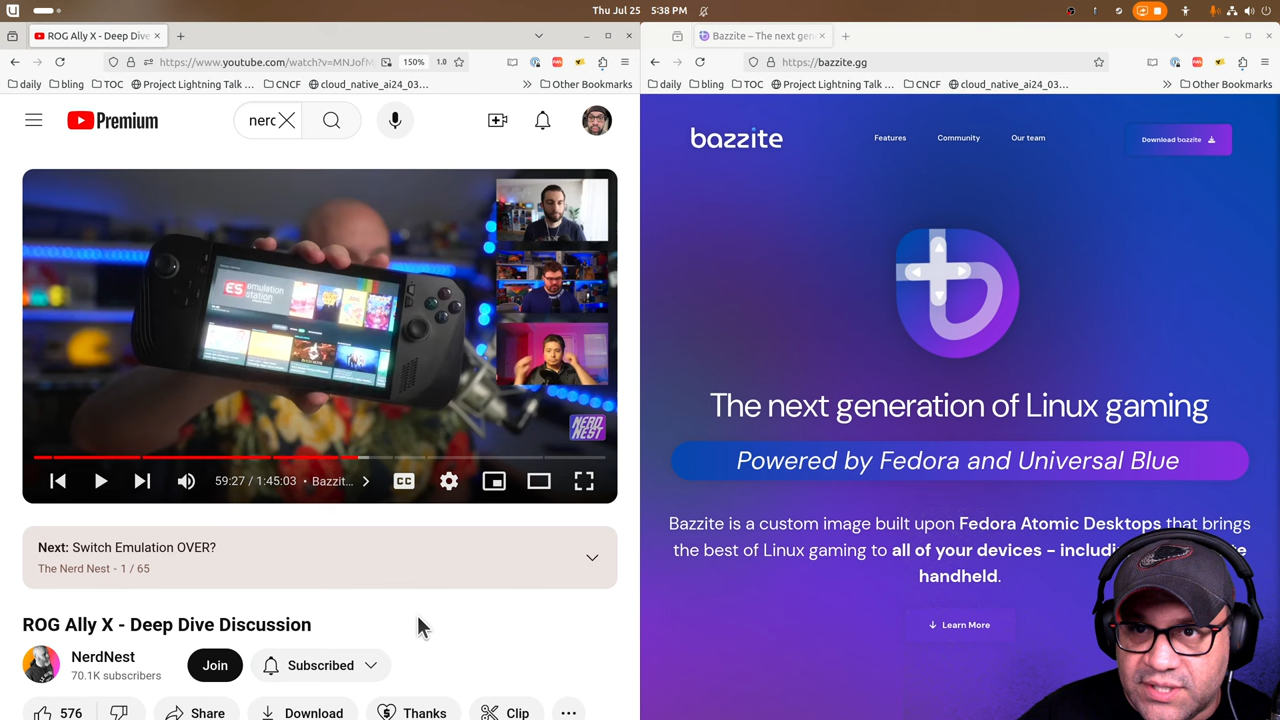 Thu Jul 25 5:38 PM
ROG Ally X - Deep Dive
Bazzite – The next gen
https://www.youtube.com/watch?v=MNJofM
150%
1.0
https://bazzite.gg
daily
bling
TOC
Project Lightning Talk ...
CNCF
cloud_native_ai24_03...
Other Bookmarks
daily
bling
TOC
Project Lightning Talk ...
CNCF
cloud_native_ai24_03...
Other Bookmarks
Premium
nerd
ES emulation station
NERD
NEST
59:27 / 1:45:03 • Bazzit...
CC
Next: Switch Emulation OVER?
The Nerd Nest - 1 / 65
ROG Ally X - Deep Dive Discussion
NerdNest
70.1K subscribers
Join
Subscribed
576
Share
Download
Thanks
Clip
bazzite
Features
Community
Our team
Download bazzite
The next generation of Linux gaming
Powered by Fedora and Universal Blue
Bazzite is a custom image built upon Fedora Atomic Desktops that brings
the best of Linux gaming to all of your devices - includi
handheld.
Learn More